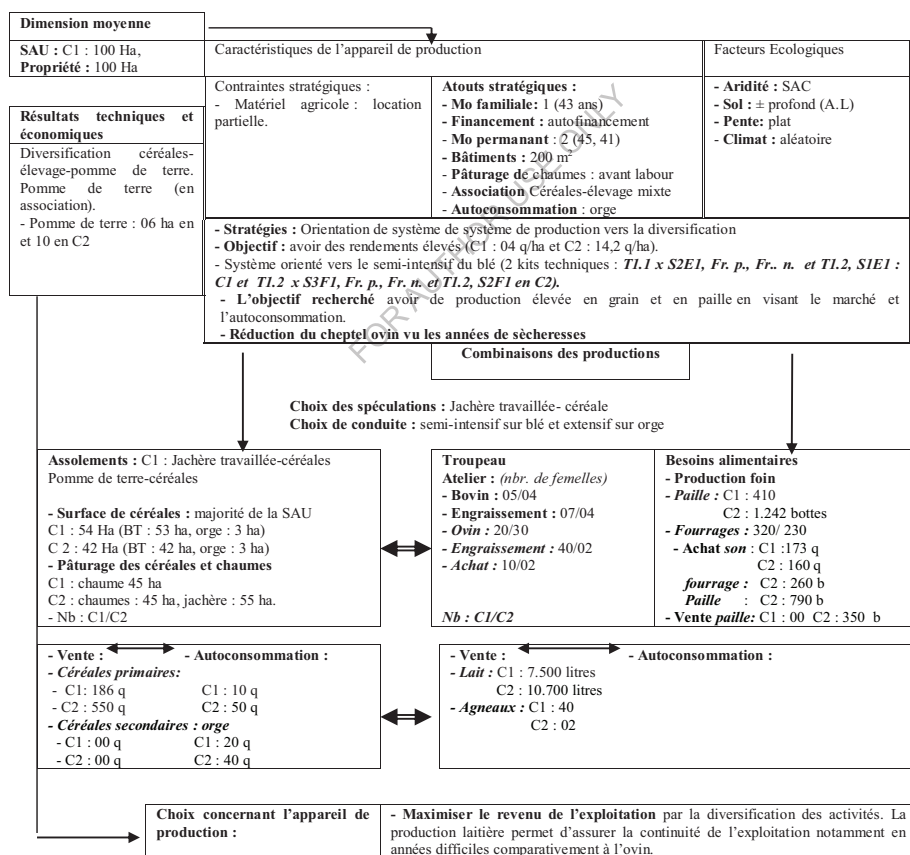 Dimension moyenne
SAU : C1 : 100 Ha,
Propriété : 100 Ha
Caractéristiques de l'appareil de production
Facteurs Ecologiques
Contraintes stratégiques :
- Matériel agricole : location
partielle.
Atouts stratégiques :
- Mo familiale: 1 (43 ans)
- Financement : autofinancement
- Mo permanant : 2 (45, 41)
- Bâtiments : 200 m²
- Pâturage de chaumes : avant labour
- Association Céréales-élevage mixte
- Autoconsommation : orge
- Aridité : SAC
- Sol : ± profond (A.L)
- Pente: plat
- Climat : aléatoire
Résultats techniques et
économiques
Diversification céréales-
élevage-pomme de terre.
Pomme de terre (en
association).
- Pomme de terre : 06 ha en
et 10 en C2
- Stratégies : Orientation de système de production vers la diversification
- Objectif : avoir des rendements élevés (C1 : 04 q/ha et C2 : 14,2 q/ha).
- Système orienté vers le semi-intensif du blé (2 kits techniques : T1.1 x S2E1, Fr. p., Fr.. n. et T1.2, S1E1 :
C1 et T1.2 x S3F1, Fr. p., Fr. n. et T1.2, S2F1 en C2).
- L'objectif recherché avoir de production élevée en grain et en paille en visant le marché et
l'autoconsommation.
- Réduction du cheptel ovin vu les années de sècheresses
FOR AUTHOR USE ONLY
Combinaisons des productions
Choix des spéculations : Jachère travaillée- céréale
Choix de conduite : semi-intensif sur blé et extensif sur orge
Assolements : C1 : Jachère travaillée-céréales
Pomme de terre-céréales
- Surface de céréales : majorité de la SAU
C1 : 54 Ha (BT : 53 ha, orge : 3 ha)
C 2 : 42 Ha (BT : 42 ha, orge : 3 ha)
- Pâturage des céréales et chaumes
C1 : chaume 45 ha
C2 : chaumes : 45 ha, jachère : 55 ha.
- Nb : C1/C2
Troupeau
Atelier : (nbr. de femelles)
- Bovin : 05/04
- Engraissement : 07/04
- Ovin : 20/30
- Engraissement : 40/02
- Achat : 10/02
Nb : C1/C2
Besoins alimentaires
- Production foin
- Paille : C1 : 410
C2 : 1.242 bottes
- Fourrages : 320/ 230
- Achat son : C1 :173 q
C2 : 160 q
fourrage : C2 : 260 b
Paille : C2 : 790 b
- Vente paille: C1 : 00 C2 : 350 b
- Vente : - Autoconsommation :
- Céréales primaires:
- C1: 186 q C1 : 10 q
- C2 : 550 q C2 : 50 q
- Céréales secondaires : orge
- C1 : 00 q C1 : 20 q
- C2 : 00 q C2 : 40 q
- Vente : - Autoconsommation :
- Lait : C1 : 7.500 litres
C2 : 10.700 litres
- Agneaux : C1 : 40
C2 : 02
Choix concernant l'appareil de
production :
- Maximiser le revenu de l'exploitation par la diversification des activités. La
production laitière permet d'assurer la continuité de l'exploitation notamment en
années difficiles comparativement à l'ovin.